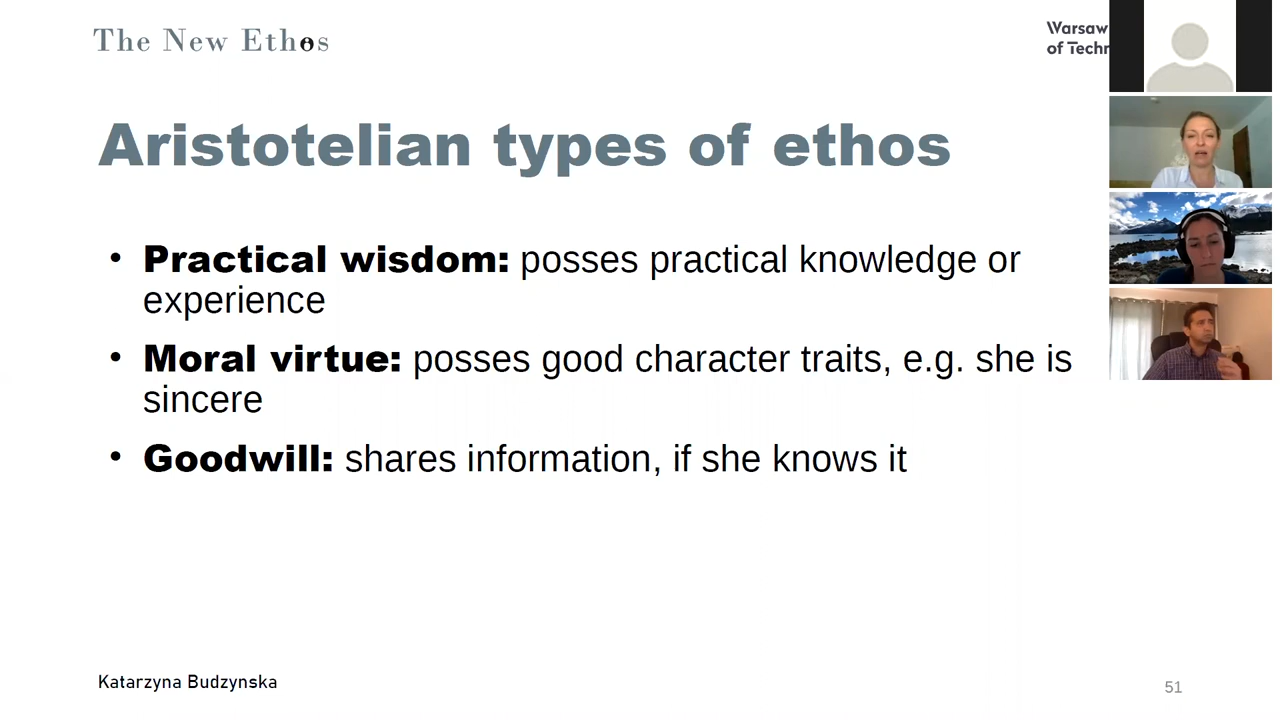 The New Ethos
Warsaw
of Techn
Aristotelian types of ethos
• Practical wisdom: posses practical knowledge or
experience
• Moral virtue: posses good character traits, e.g. she is
sincere
• Goodwill: shares information, if she knows it
Katarzyna Budzynska
51